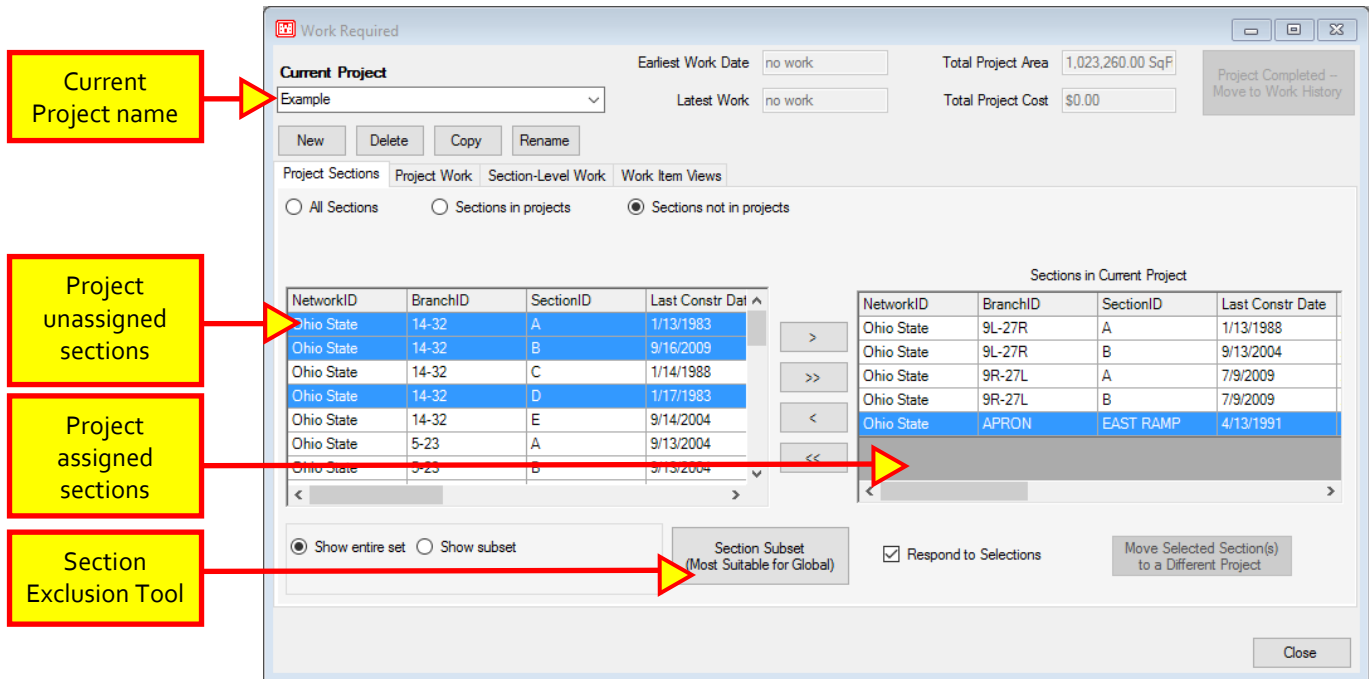 Work Required
Current Project
Example
Earliest Work Date no work
Latest Work no work
Total Project Area 1,023,260.00 SqF
Total Project Cost $0.00
Project Completed --
Move to Work History
New Delete Copy Rename
Project Sections Project Work Section-Level Work Work Item Views
All Sections Sections in projects Sections not in projects
NetworkID BranchID SectionID Last Constr Dat
Ohio State 14-32 A 1/13/1983
Ohio State 14-32 B 9/16/2009
Ohio State 14-32 C 1/14/1988
Ohio State 14-32 D 1/17/1983
Ohio State 14-32 E 9/14/2004
Ohio State 5-23 A 9/13/2004
Ohio State 5-23 B 9/13/2004
>
>>
<
<<
Sections in Current Project
NetworkID BranchID SectionID Last Constr Date
Ohio State 9L-27R A 1/13/1988
Ohio State 9L-27R B 9/13/2004
Ohio State 9R-27L A 7/9/2009
Ohio State 9R-27L B 7/9/2009
Ohio State APRON EAST RAMP 4/13/1991
Show entire set Show subset
Section Subset
(Most Suitable for Global)
Respond to Selections
Move Selected Section(s)
to a Different Project
Close
Current
Project name
Project
unassigned
sections
Project
assigned
sections
Section
Exclusion Tool